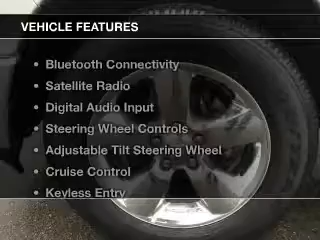 VEHICLE FEATURES
• Bluetooth Connectivity
• Satellite Radio
• Digital Audio Input
• Steering Wheel Controls
• Adjustable Tilt Steering Wheel
• Cruise Control
• Keyless Entry